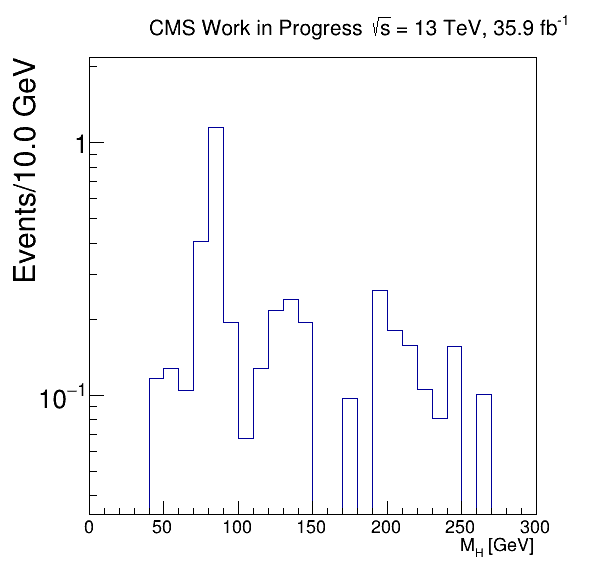 CMS Work in Progress √s = 13 TeV, 35.9 fb⁻¹
Events/10.0 GeV
1
10⁻¹
0 50 100 150 200 250 300
M_H [GeV]